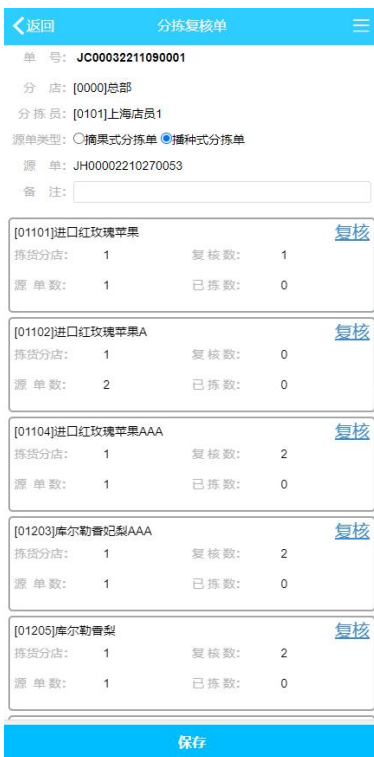 返回 分拣复核单
单 号: JC00032211090001
分 店: [0000]总部
分拣员: [0101]上海店员1
源单类型: 摘果式分拣单 播种式分拣单
源 单: JH00002210270053
备 注:
[01101]进口红玫瑰苹果 复核
拣货分店: 1 复核数: 1
源单数: 1 已拣数: 0
[01102]进口红玫瑰苹果A 复核
拣货分店: 1 复核数: 0
源单数: 2 已拣数: 0
[01104]进口红玫瑰苹果AAA 复核
拣货分店: 1 复核数: 2
源单数: 1 已拣数: 0
[01203]库尔勒香妃梨AAA 复核
拣货分店: 1 复核数: 2
源单数: 1 已拣数: 0
[01205]库尔勒香梨 复核
拣货分店: 1 复核数: 2
源单数: 1 已拣数: 0
保存